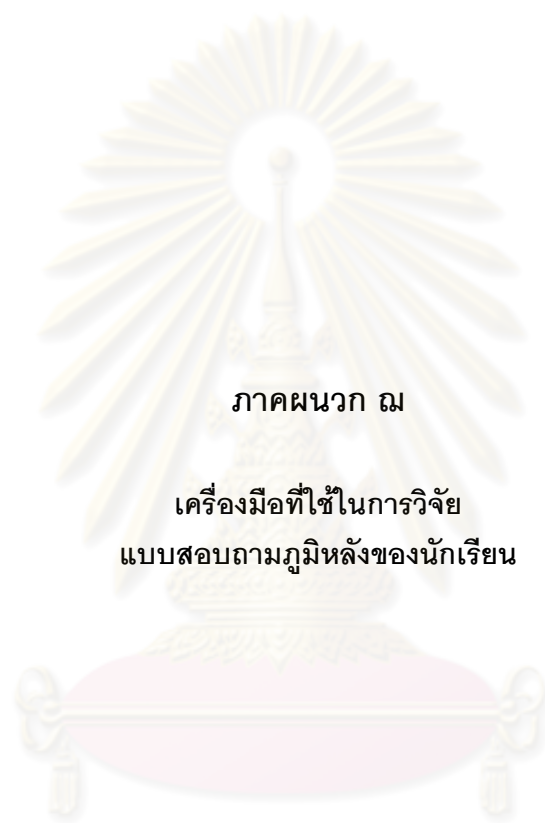 ภาคผนวก ฌ
เครื่องมือที่ใช้ในการวิจัย
แบบสอบถามภูมิหลังของนักเรียน